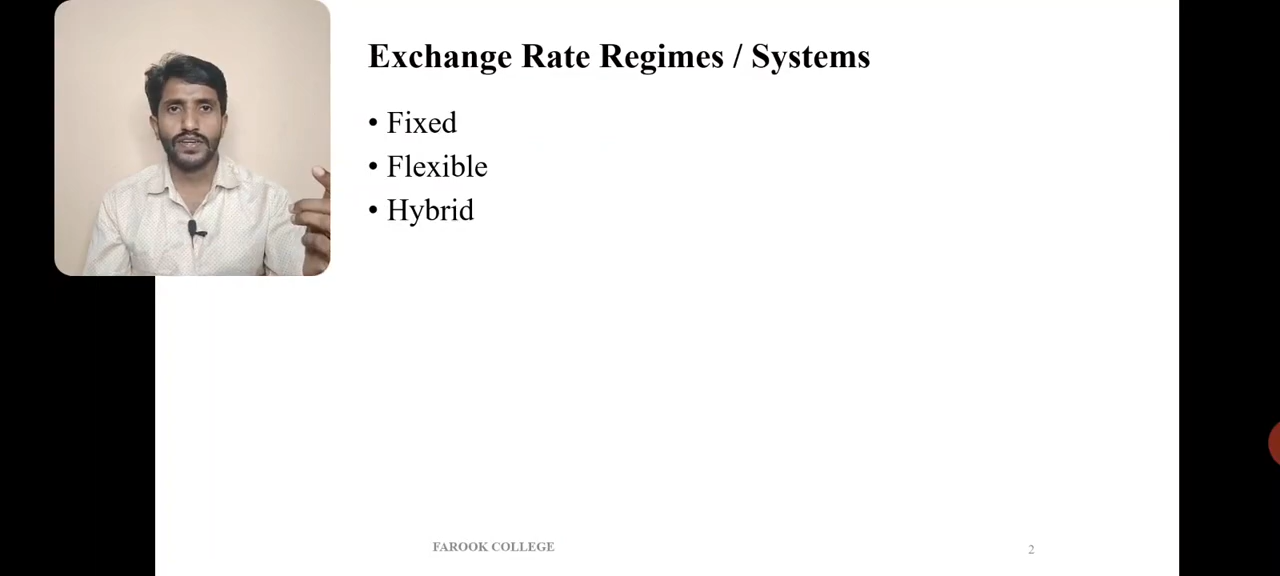 Exchange Rate Regimes / Systems
• Fixed
• Flexible
• Hybrid
FAROOK COLLEGE
2